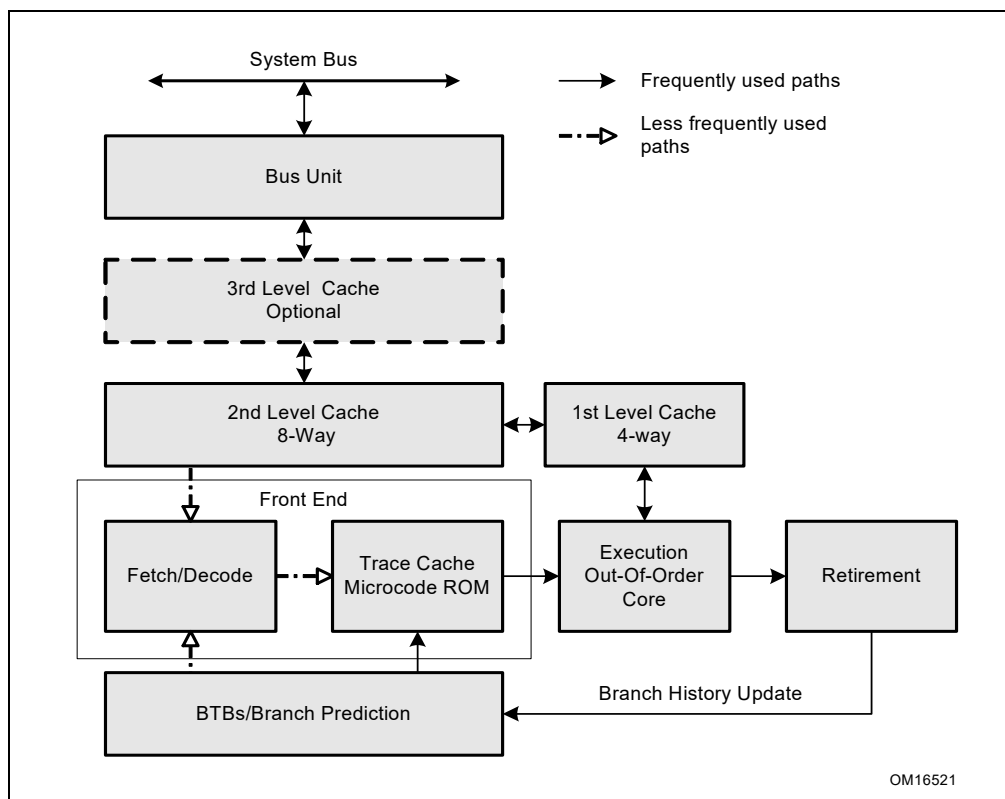 System Bus
Frequently used paths
Less frequently used
paths
Bus Unit
3rd Level Cache
Optional
2nd Level Cache
8-Way
1st Level Cache
4-way
Front End
Fetch/Decode
Trace Cache
Microcode ROM
Execution
Out-Of-Order
Core
Retirement
BTBs/Branch Prediction
Branch History Update
OM16521